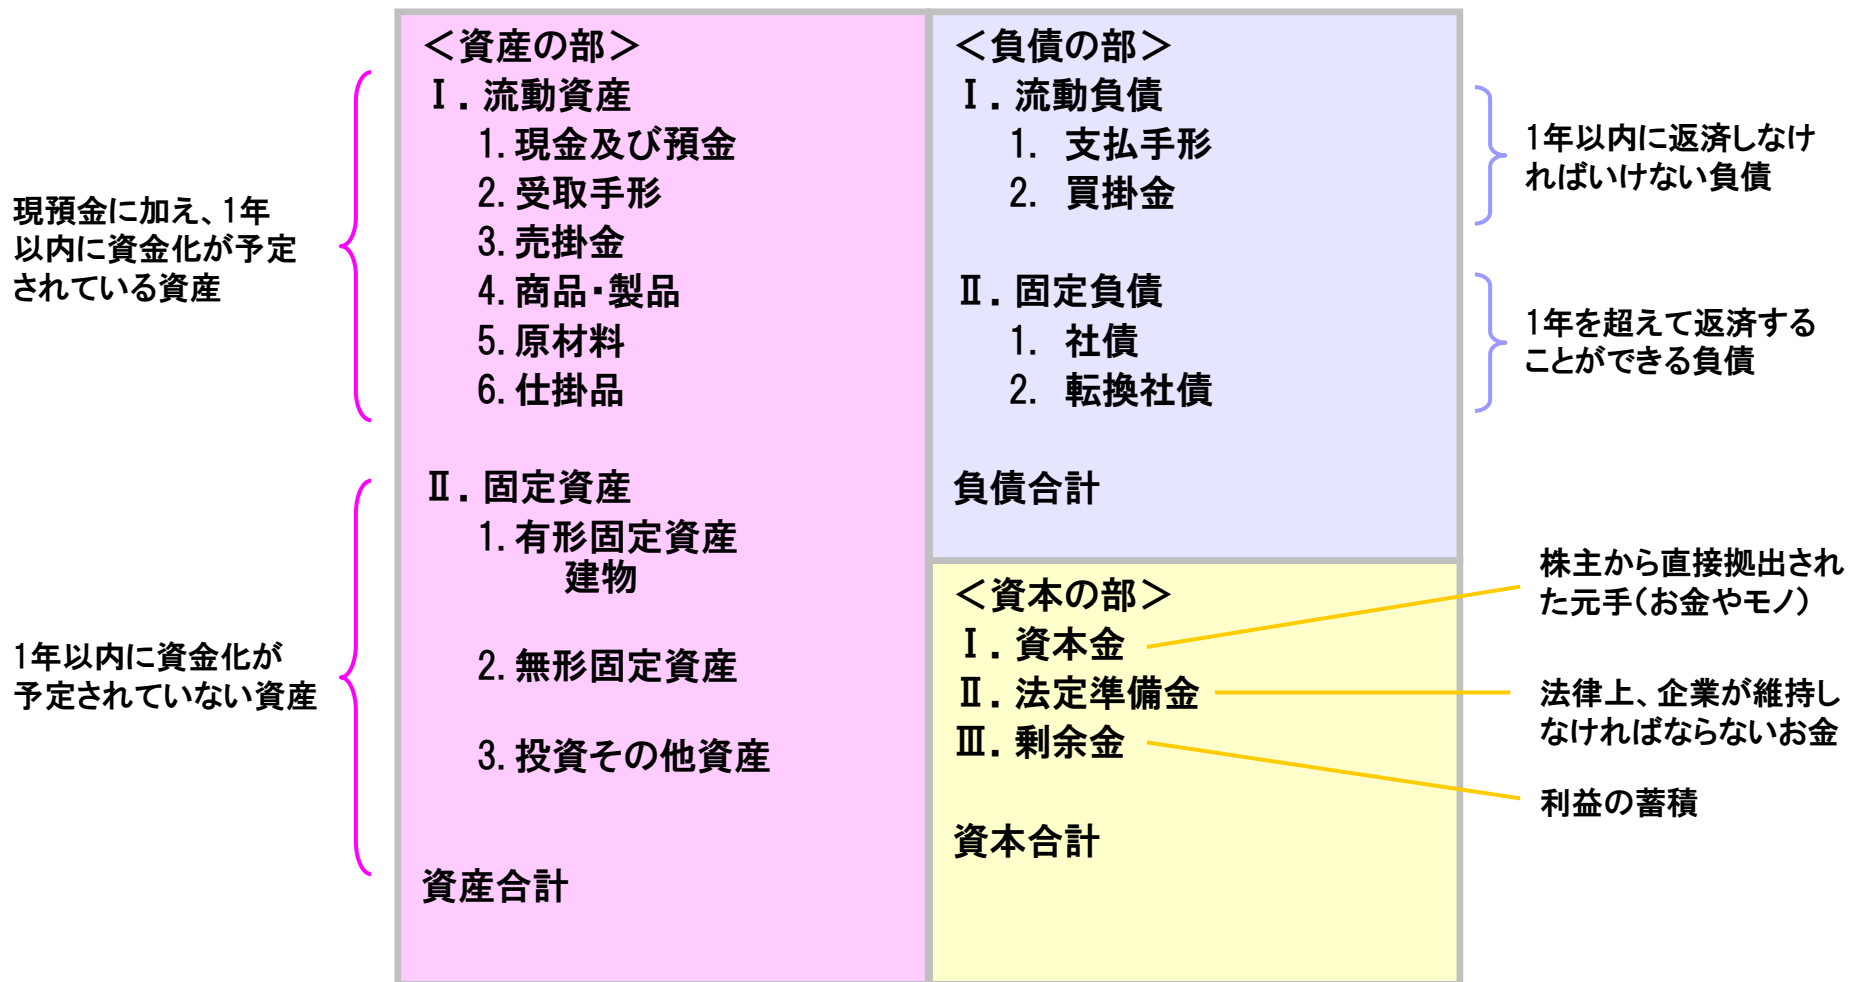 現預金に加え、1年
以内に資金化が予定
されている資産
1年以内に資金化が
予定されていない資産
＜資産の部＞
Ⅰ．流動資産
1.現金及び預金
2.受取手形
3.売掛金
4.商品・製品
5.原材料
6.仕掛品
Ⅱ．固定資産
1.有形固定資産
建物
2.無形固定資産
3.投資その他資産
資産合計
＜負債の部＞
Ⅰ．流動負債
1. 支払手形
2. 買掛金
Ⅱ．固定負債
1. 社債
2. 転換社債
負債合計
＜資本の部＞
Ⅰ．資本金
Ⅱ．法定準備金
Ⅲ．剰余金
資本合計
1年以内に返済しなけ
ればいけない負債
1年を超えて返済する
ことができる負債
株主から直接拠出され
た元手（お金やモノ）
法律上、企業が維持し
なければならないお金
利益の蓄積